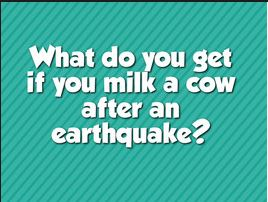 What do you get
if you milk a cow
after an
earthquake?